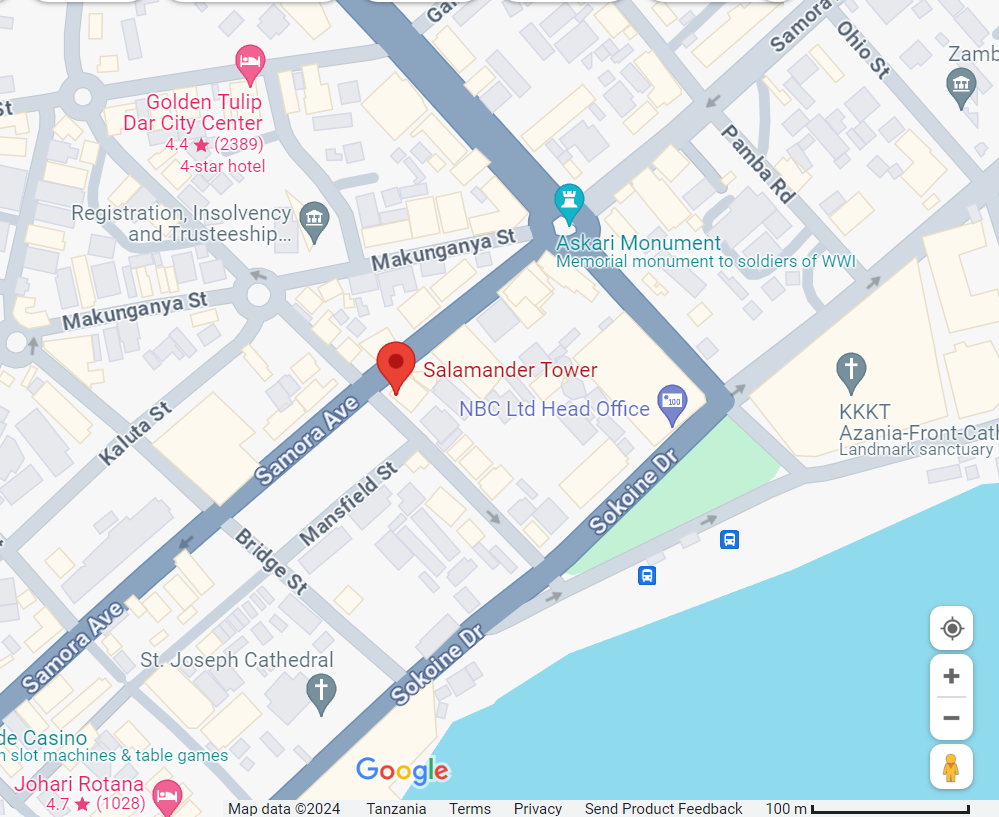 Gar
Samora
Ohio St
Zamb
Golden Tulip
Dar City Center
4.4 ★ (2389)
4-star hotel
St
Pamba Rd
Registration, Insolvency
and Trusteeship...
Makunganya St
Askari Monument
Memorial monument to soldiers of WWI
Makunganya St
Salamander Tower
NBC Ltd Head Office
100
KKKT
Azania-Front-Cath
Landmark sanctuary
Kaluta St
Samora Ave
Mansfield St
Sokoine Dr
Bridge St
Samora Ave
St. Joseph Cathedral
Sokoine Dr
de Casino
n slot machines & table games
Johari Rotana
4.7 ★ (1028)
Google
Map data ©2024 Tanzania Terms Privacy Send Product Feedback 100 m